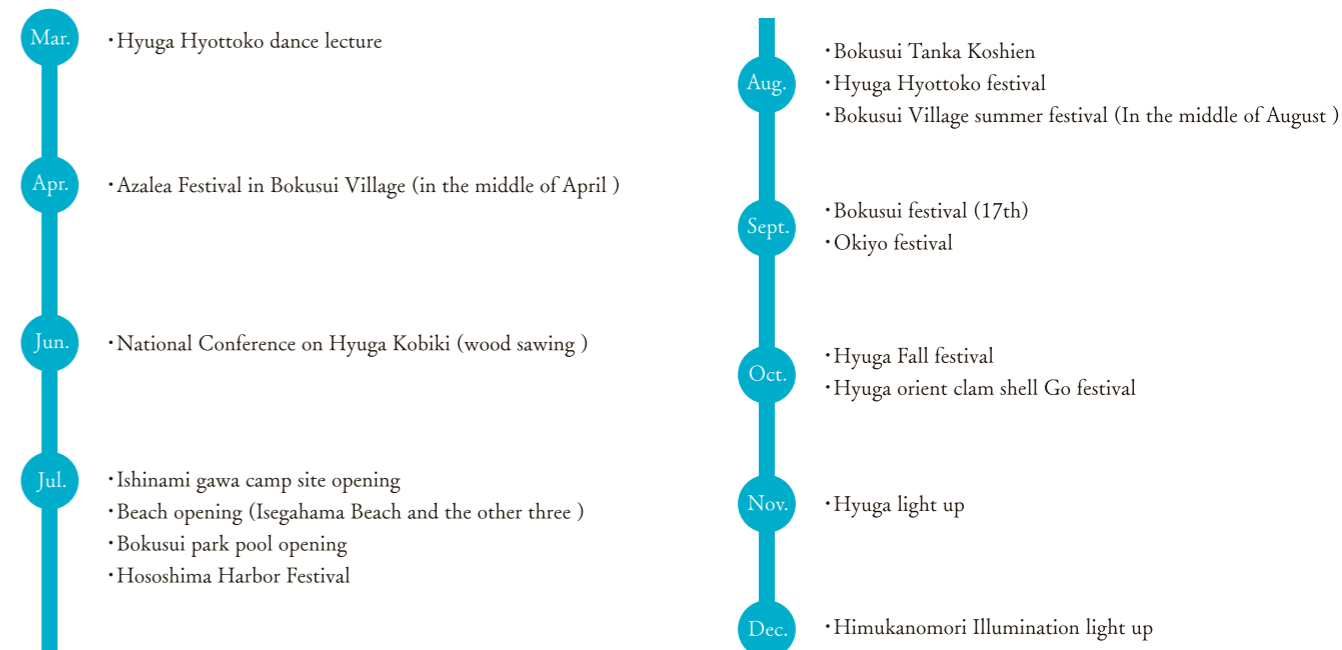 Mar.
・Hyuga Hyottoko dance lecture
Apr.
・Azalea Festival in Bokusui Village (in the middle of April )
Jun.
・National Conference on Hyuga Kobiki (wood sawing )
Jul.
・Ishinami gawa camp site opening
・Beach opening (Isegahama Beach and the other three )
・Bokusui park pool opening
・Hososhima Harbor Festival
Aug.
・Bokusui Tanka Koshien
・Hyuga Hyottoko festival
・Bokusui Village summer festival (In the middle of August )
Sept.
・Bokusui festival (17th)
・Okiyo festival
Oct.
・Hyuga Fall festival
・Hyuga orient clam shell Go festival
Nov.
・Hyuga light up
Dec.
・Himukanomori Illumination light up